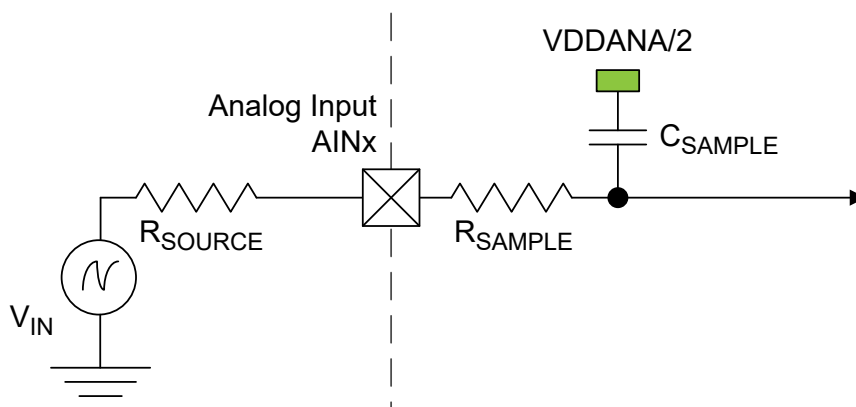 VDDANA/2
Analog Input
AINx
CSAMPLE
RSOURCE
RSAMPLE
VIN